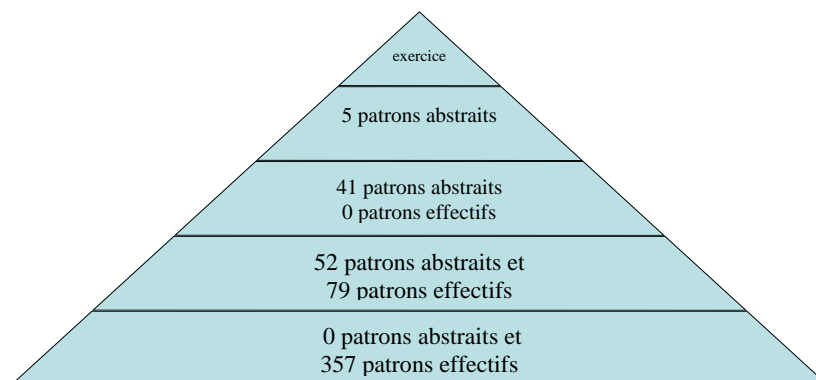 exercice
5 patrons abstraits
41 patrons abstraits
0 patrons effectifs
52 patrons abstraits et
79 patrons effectifs
0 patrons abstraits et
357 patrons effectifs